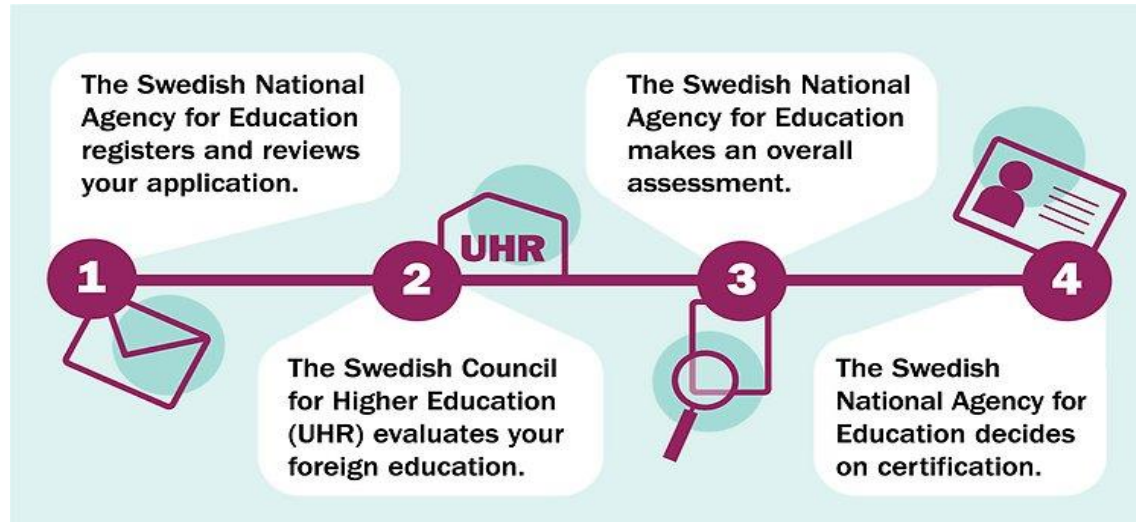 The Swedish National
Agency for Education
registers and reviews
your application.
1
UHR
2
The Swedish Council
for Higher Education
(UHR) evaluates your
foreign education.
The Swedish National
Agency for Education
makes an overall
assessment.
3
4
The Swedish
National Agency for
Education decides
on certification.